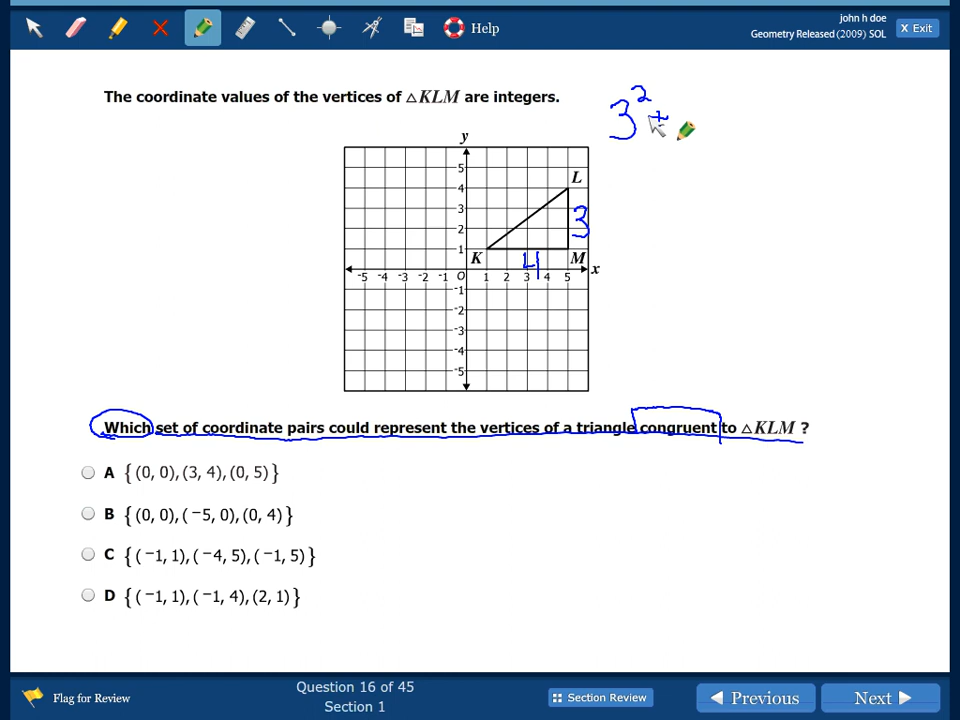 Help
john h doe
Geometry Released (2009) SOL
X Exit
The coordinate values of the vertices of △KLM are integers.
3² +
y
5
4
3
2
1
L
3
K
4
M
x
-5 -4 -3 -2 -1 O 1 2 3 4 5
-1
-2
-3
-4
-5
Which set of coordinate pairs could represent the vertices of a triangle congruent to △KLM ?
A {(0, 0), (3, 4), (0, 5)}
B {(0, 0), (⁻5, 0), (0, 4)}
C {(⁻1, 1), (⁻4, 5), (⁻1, 5)}
D {(⁻1, 1), (⁻1, 4), (2, 1)}
Flag for Review
Question 16 of 45
Section 1
Section Review
Previous
Next